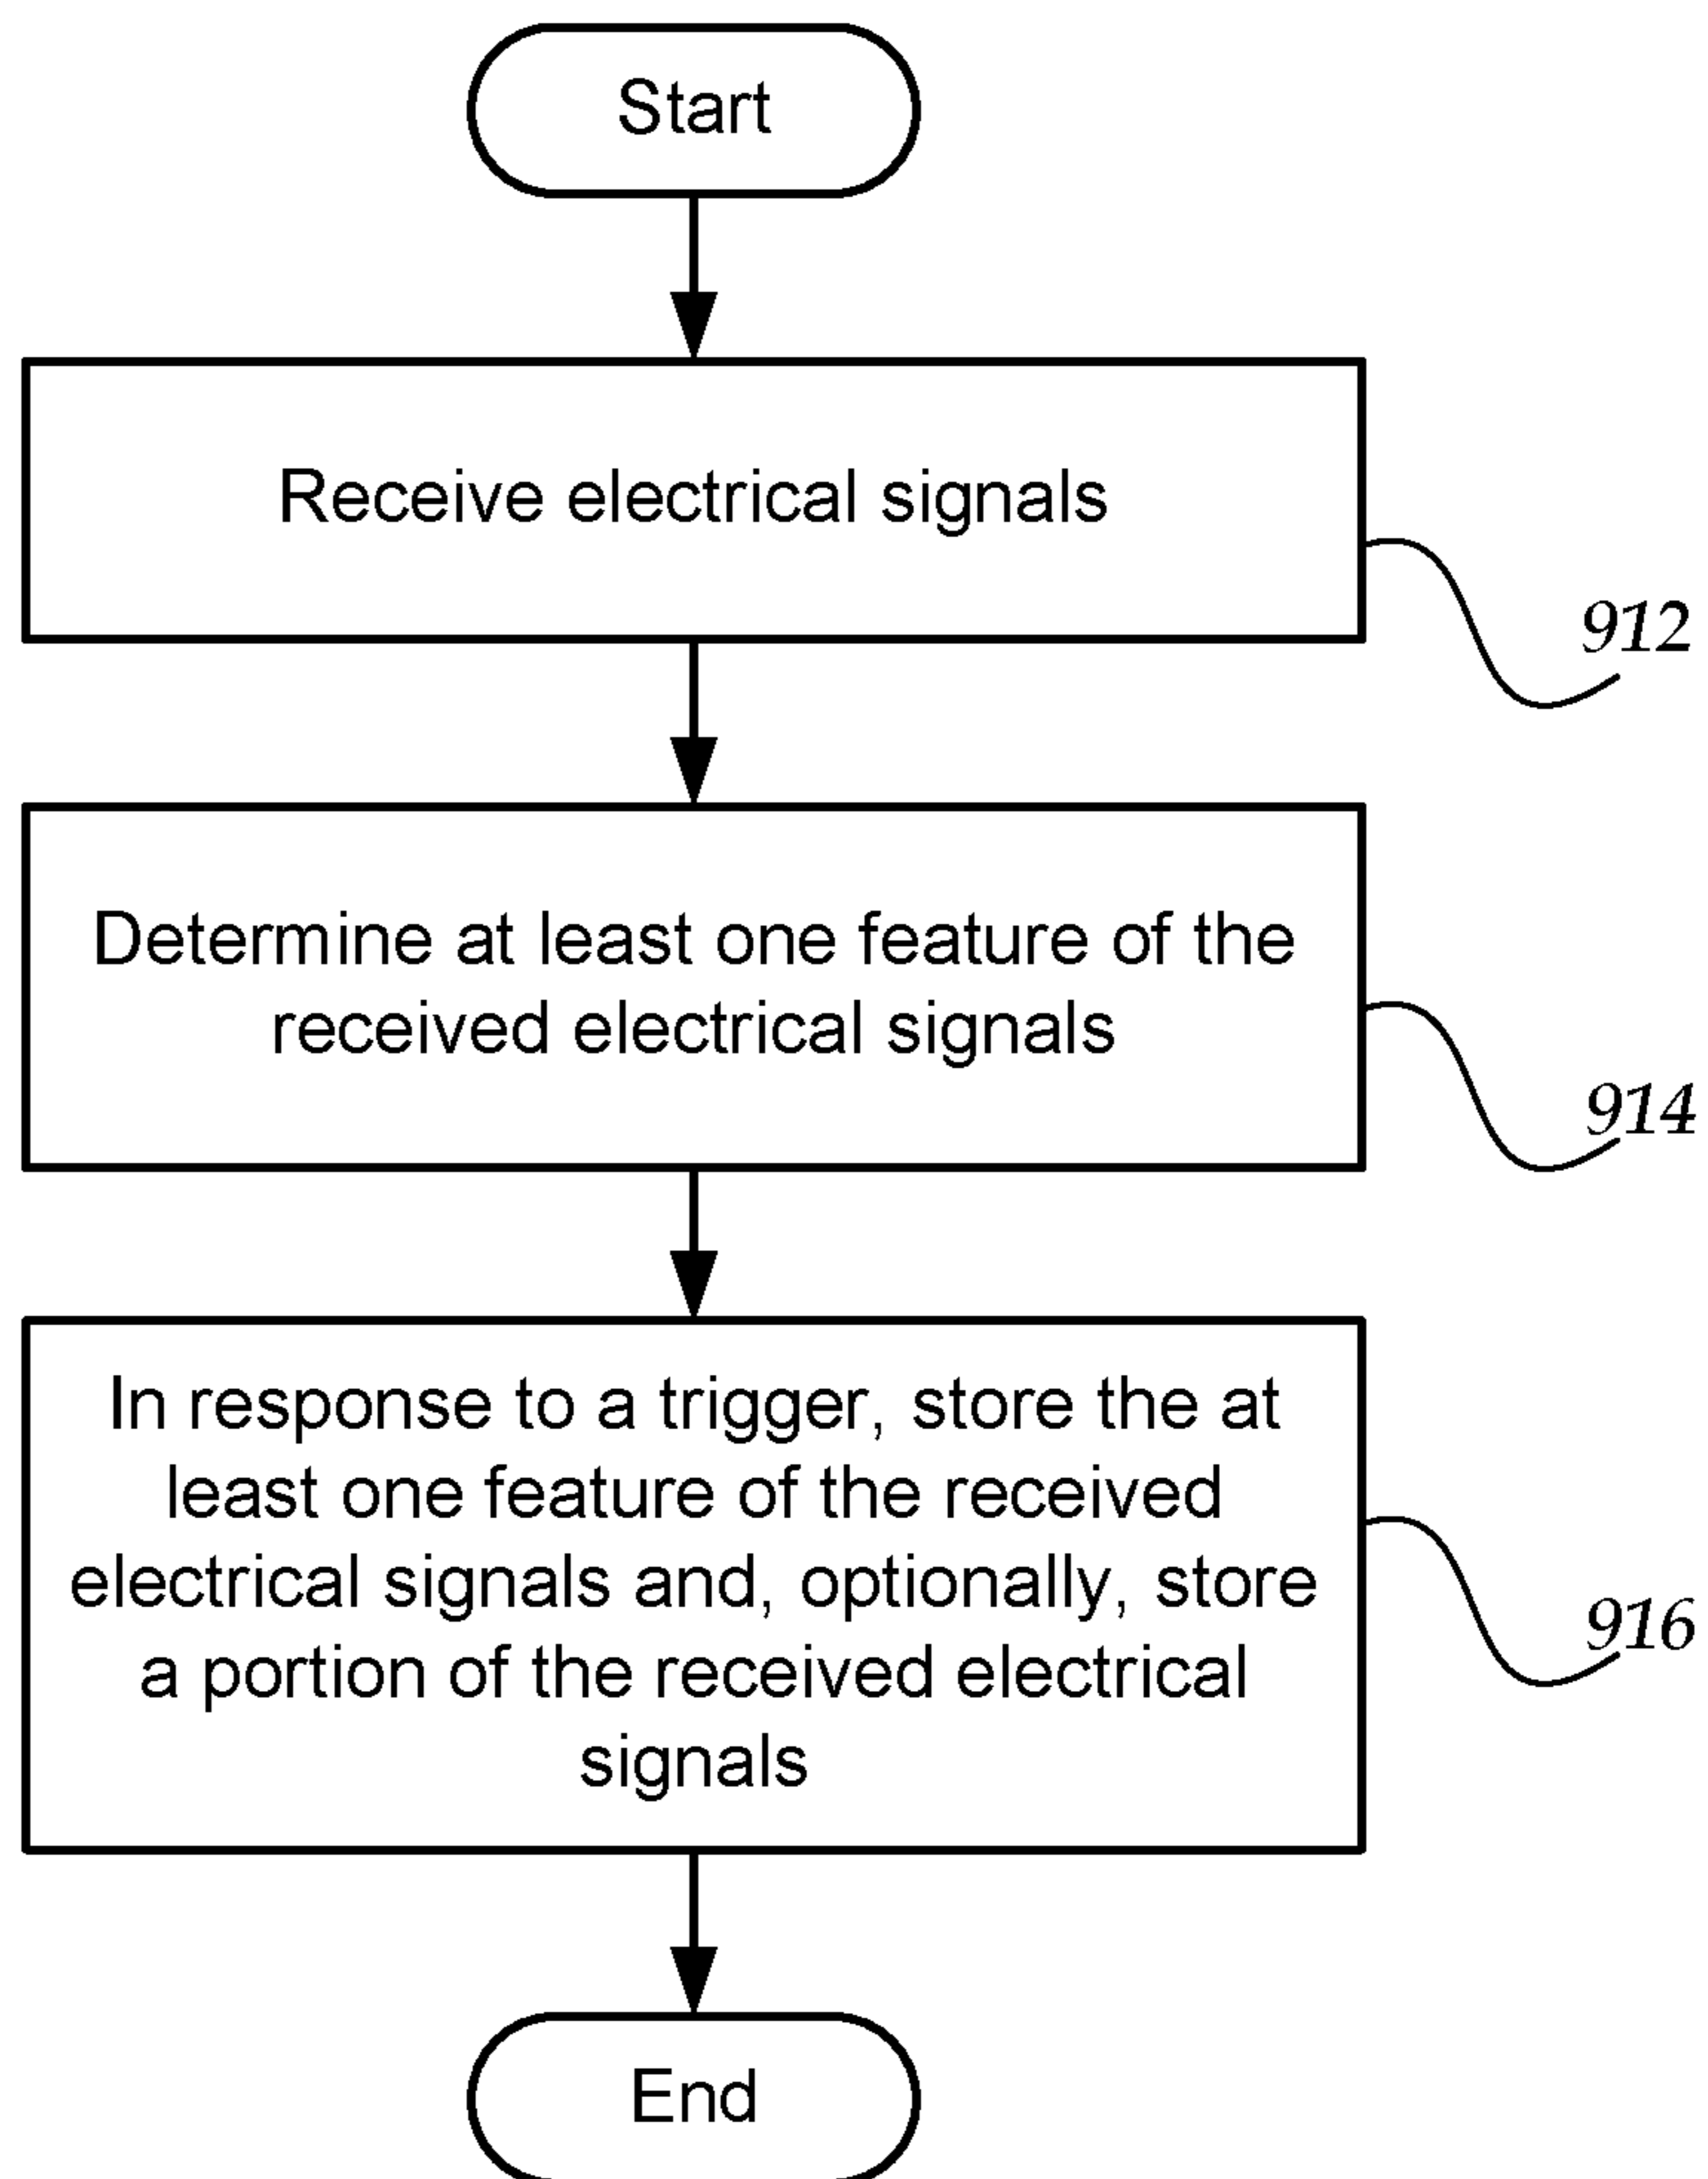 Start
Receive electrical signals
912
Determine at least one feature of the
received electrical signals
914
In response to a trigger, store the at
least one feature of the received
electrical signals and, optionally, store
a portion of the received electrical
signals
916
End